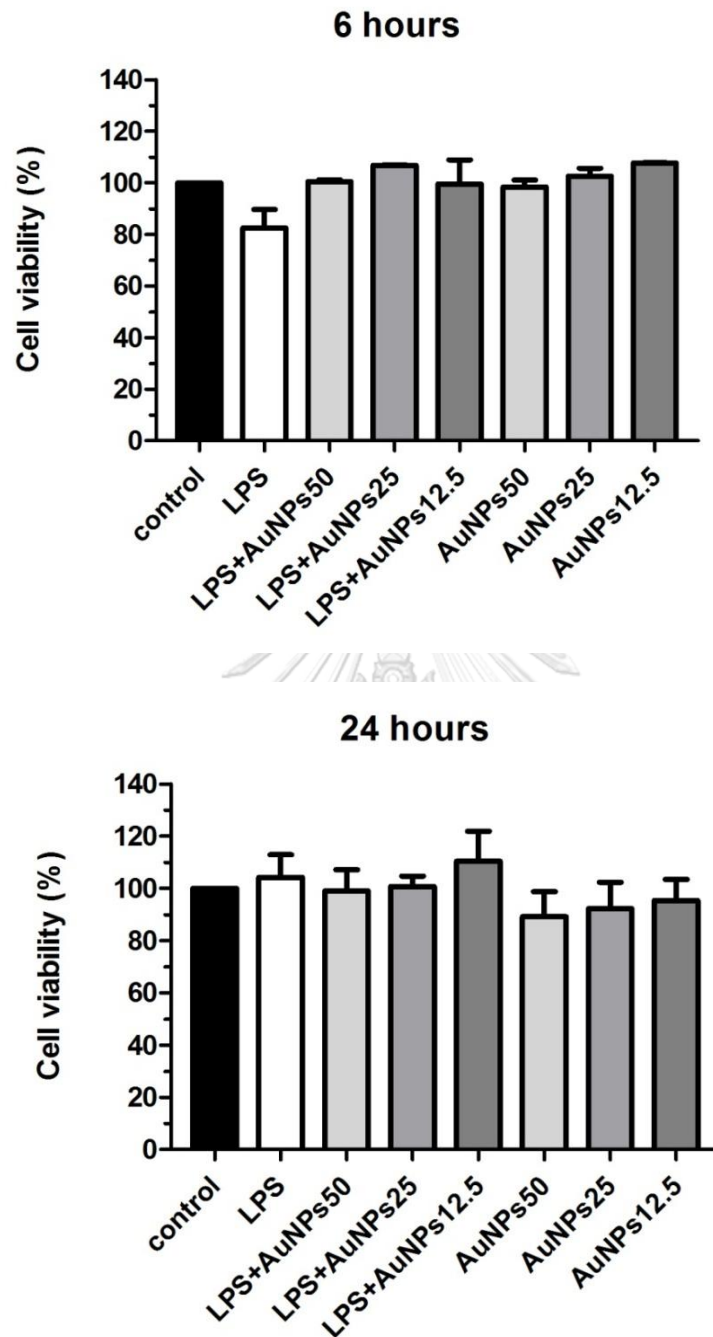 6 hours
140
120
100
80
60
40
20
0
Cell viability (%)
control
LPS
LPS+AuNPs50
LPS+AuNPs25
LPS+AuNPs12.5
AuNPs50
AuNPs25
AuNPs12.5
24 hours
140
120
100
80
60
40
20
0
Cell viability (%)
control
LPS
LPS+AuNPs50
LPS+AuNPs25
LPS+AuNPs12.5
AuNPs50
AuNPs25
AuNPs12.5